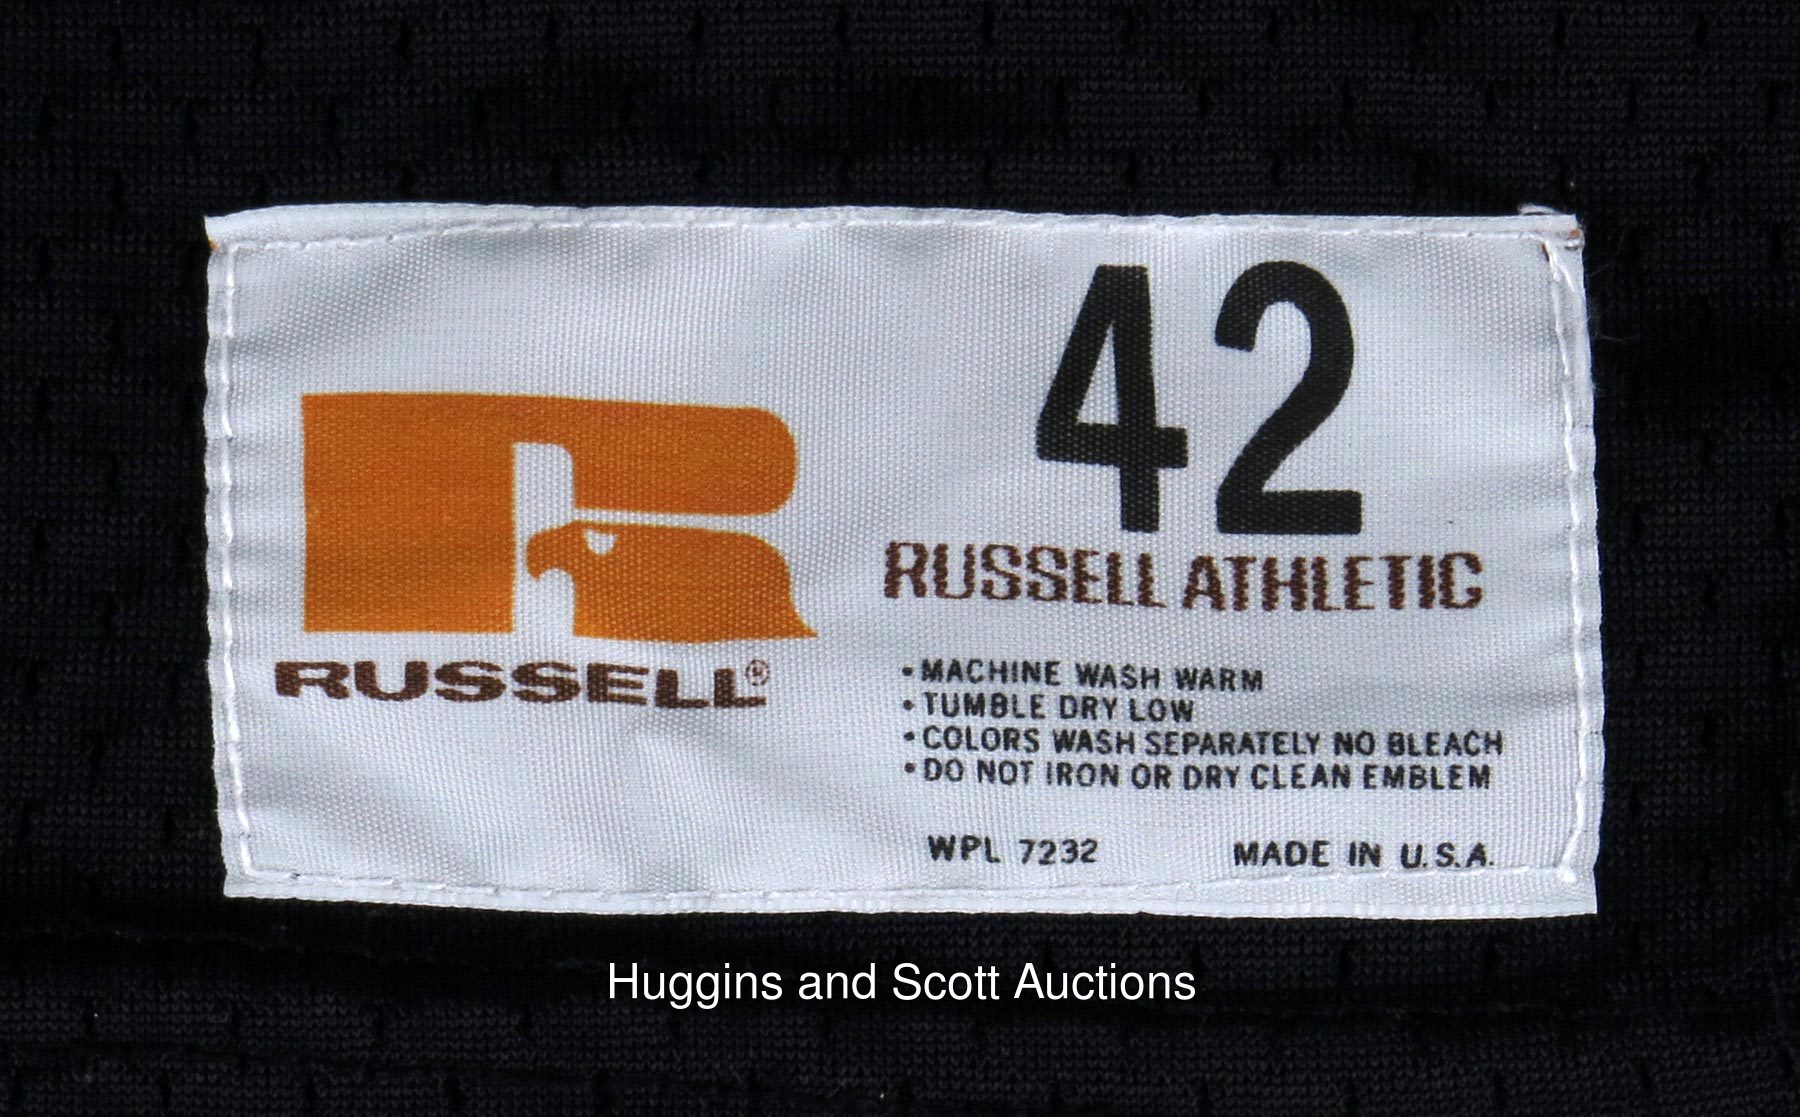 42
RUSSELL ATHLETIC
RUSSELL®
• MACHINE WASH WARM
• TUMBLE DRY LOW
• COLORS WASH SEPARATELY NO BLEACH
• DO NOT IRON OR DRY CLEAN EMBLEM
WPL 7232 MADE IN U.S.A.
Huggins and Scott Auctions